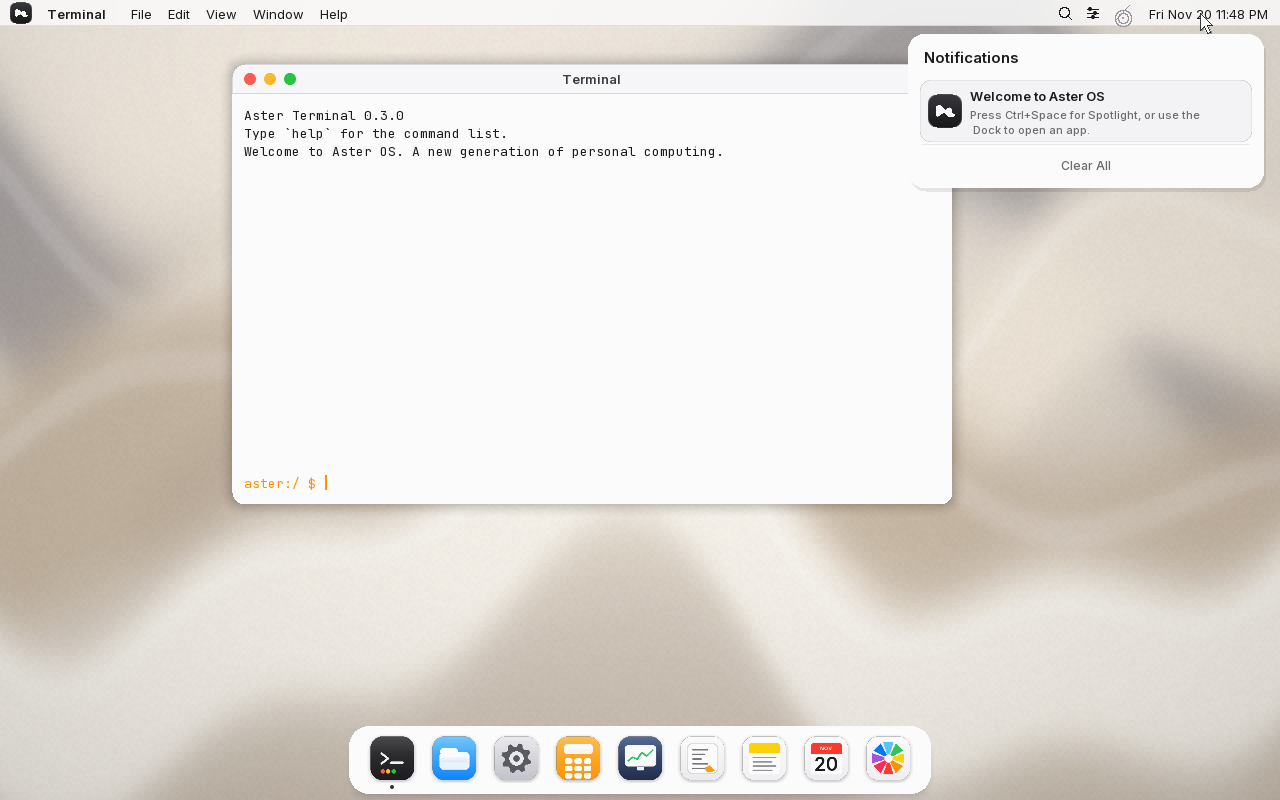 Terminal File Edit View Window Help Fri Nov 20 11:48 PM
Notifications
Welcome to Aster OS
Press Ctrl+Space for Spotlight, or use the
Dock to open an app.
Clear All
Terminal
Aster Terminal 0.3.0
Type `help` for the command list.
Welcome to Aster OS. A new generation of personal computing.
aster:/ $
NOV
20